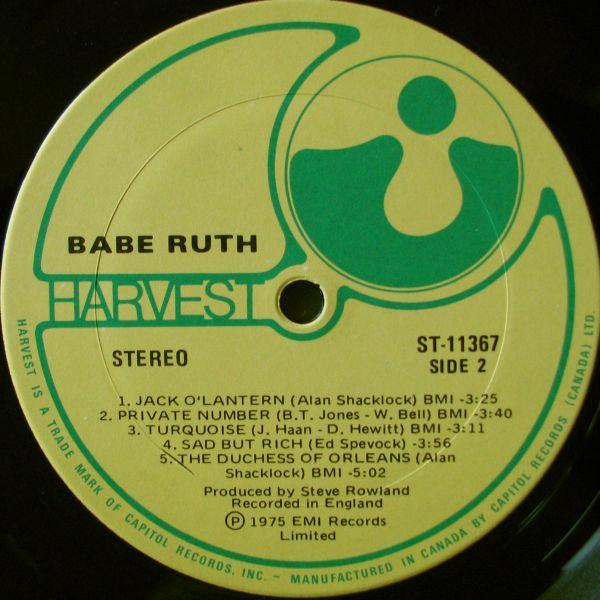 BABE RUTH
HARVEST
STEREO
ST-11367
SIDE 2
1. JACK O'LANTERN (Alan Shacklock) BMI -3:25
2. PRIVATE NUMBER (B.T. Jones - W. Bell) BMI -3:40
3. TURQUOISE (J. Haan - D. Hewitt) BMI -3:11
4. SAD BUT RICH (Ed Spevock) -3:56
5. THE DUCHESS OF ORLEANS (Alan
Shacklock) BMI -5:02
Produced by Steve Rowland
Recorded in England
Ⓟ 1975 EMI Records
Limited
HARVEST IS A TRADE MARK OF CAPITOL RECORDS, INC. – MANUFACTURED IN CANADA BY CAPITOL RECORDS (CANADA) LTD.